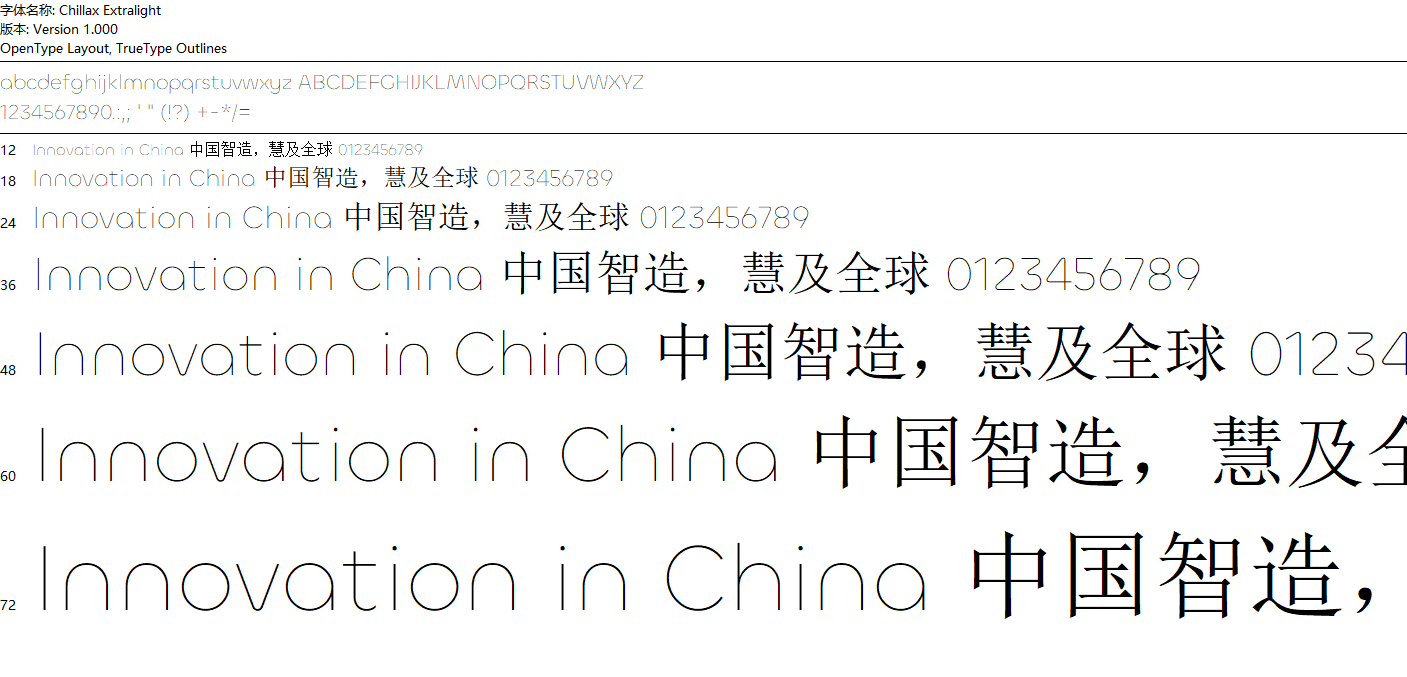 字体名称: Chillax Extralight
版本: Version 1.000
OpenType Layout, TrueType Outlines
abcdefghijklmnopqrstuvwxyz ABCDEFGHIJKLMNOPQRSTUVWXYZ
1234567890.:,; ' " (!?) +-*/=
12 Innovation in China 中国智造，慧及全球 0123456789
18 Innovation in China 中国智造，慧及全球 0123456789
24 Innovation in China 中国智造，慧及全球 0123456789
36 Innovation in China 中国智造，慧及全球 0123456789
48 Innovation in China 中国智造，慧及全球 01234
60 Innovation in China 中国智造，慧及全
72 Innovation in China 中国智造，